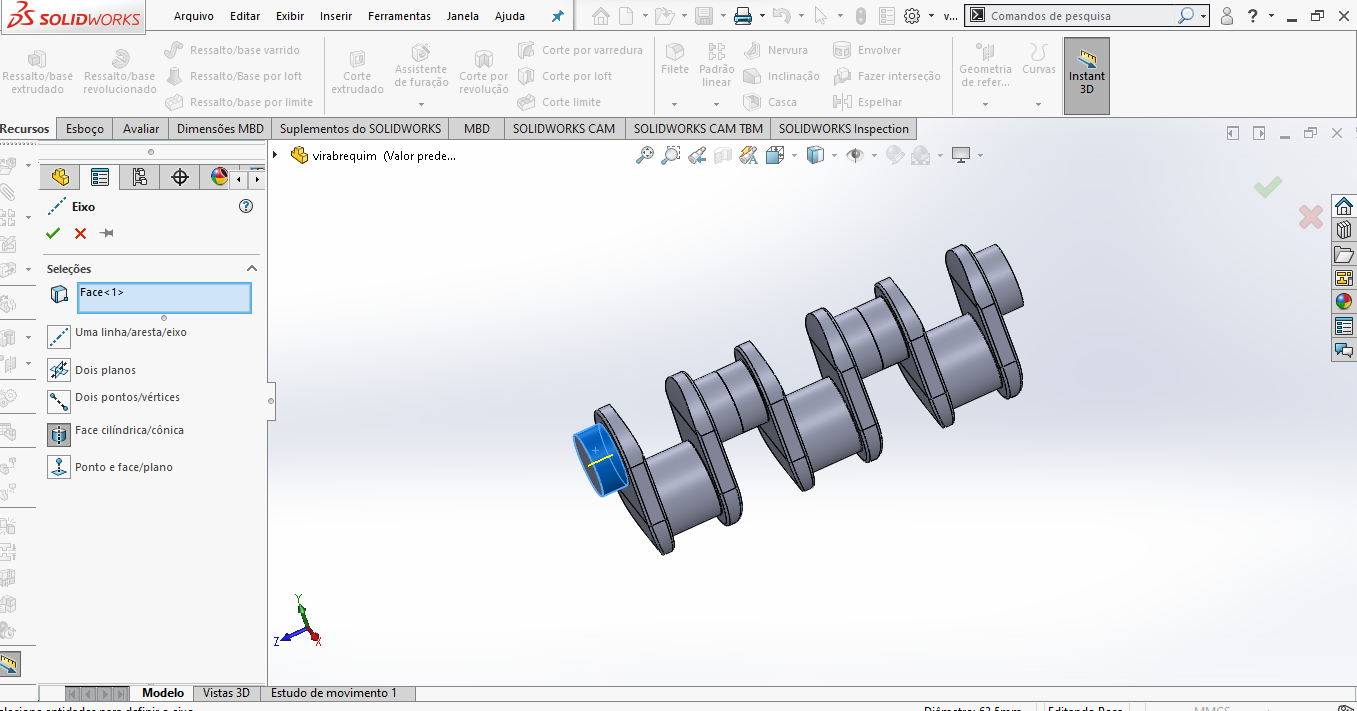 SOLIDWORKS
Arquivo Editar Exibir Inserir Ferramentas Janela Ajuda
v... Comandos de pesquisa
?
Ressalto/base extrudado
Ressalto/base revolucionado
Ressalto/base varrido
Ressalto/base por loft
Ressalto/base por limite
Corte extrudado
Assistente de furação
Corte por revolução
Corte por varredura
Corte por loft
Corte limite
Filete
Padrão linear
Nervura
Inclinação
Casca
Envolver
Fazer interseção
Espelhar
Geometria de refer...
Curvas
Instant 3D
Recursos Esboço Avaliar Dimensões MBD Suplementos do SOLIDWORKS MBD SOLIDWORKS CAM SOLIDWORKS CAM TBM SOLIDWORKS Inspection
virabrequim (Valor prede...
Eixo
?
Seleções
Face<1>
Uma linha/aresta/eixo
Dois planos
Dois pontos/vértices
Face cilíndrica/cônica
Ponto e face/plano
Y
Z
X
Modelo Vistas 3D Estudo de movimento 1